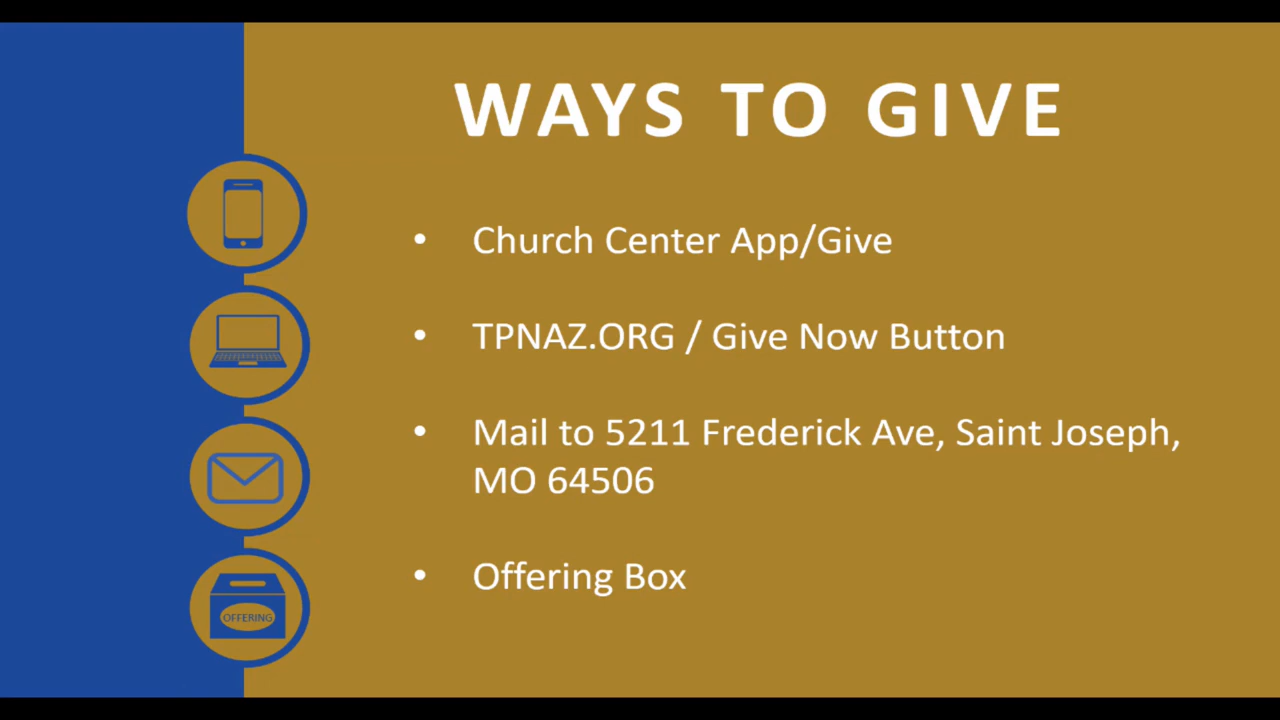 WAYS TO GIVE
• Church Center App/Give
• TPNAZ.ORG / Give Now Button
• Mail to 5211 Frederick Ave, Saint Joseph,
MO 64506
• Offering Box
OFFERING